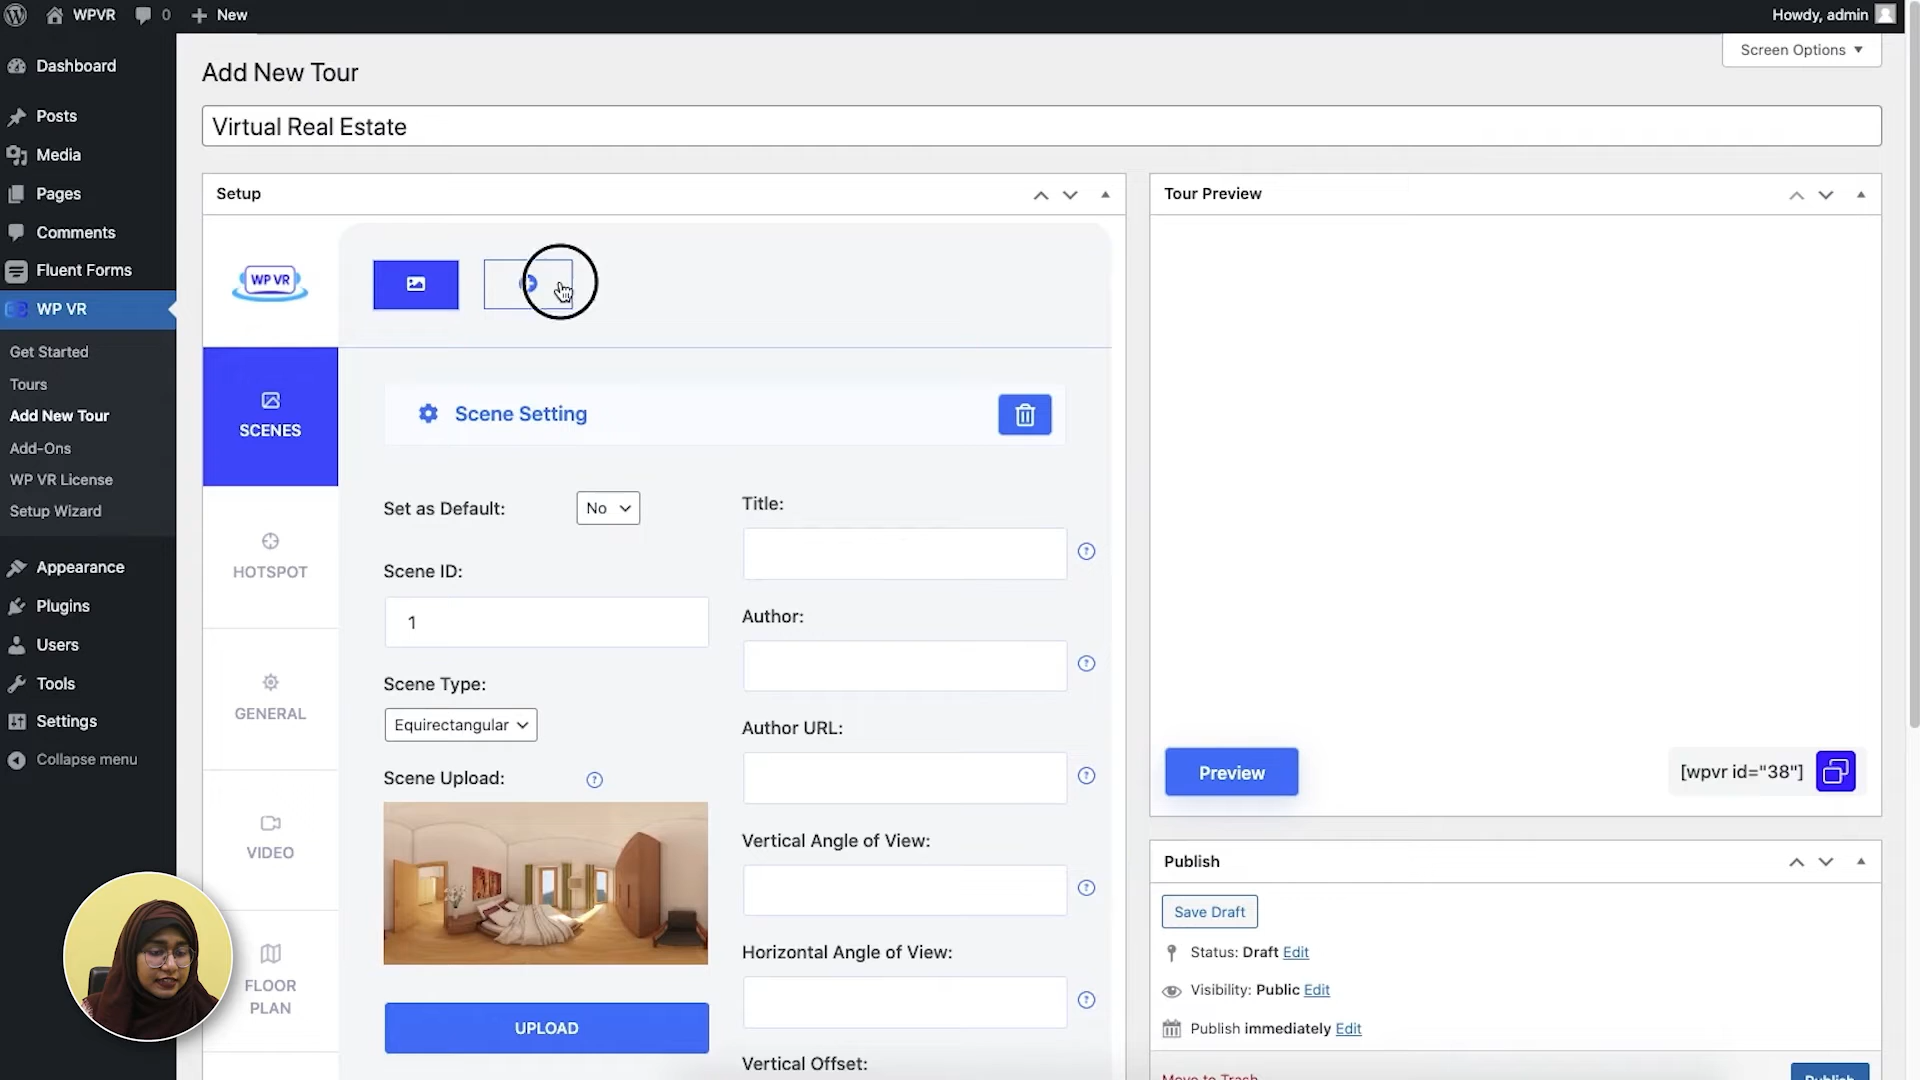 WPVR
0
New
Howdy, admin
Screen Options
Dashboard
Posts
Media
Pages
Comments
Fluent Forms
WP VR
Get Started
Tours
Add New Tour
Add-Ons
WP VR License
Setup Wizard
Appearance
Plugins
Users
Tools
Settings
Collapse menu
Add New Tour
Virtual Real Estate
Setup
WP VR
SCENES
HOTSPOT
GENERAL
VIDEO
FLOOR
PLAN
Scene Setting
Set as Default:
No
Scene ID:
1
Scene Type:
Equirectangular
Scene Upload:
UPLOAD
Title:
Author:
Author URL:
Vertical Angle of View:
Horizontal Angle of View:
Vertical Offset:
Tour Preview
Preview
[wpvr id="38"]
Publish
Save Draft
Status: Draft Edit
Visibility: Public Edit
Publish immediately Edit
Move to Trash
Publish